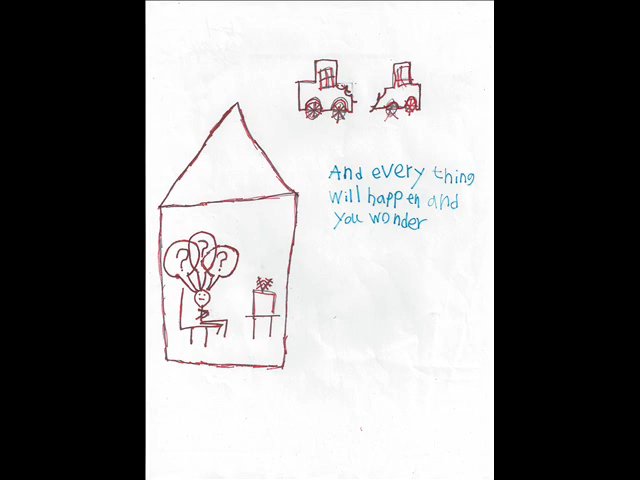 ? ? ?
And every thing
will happen and
you wonder